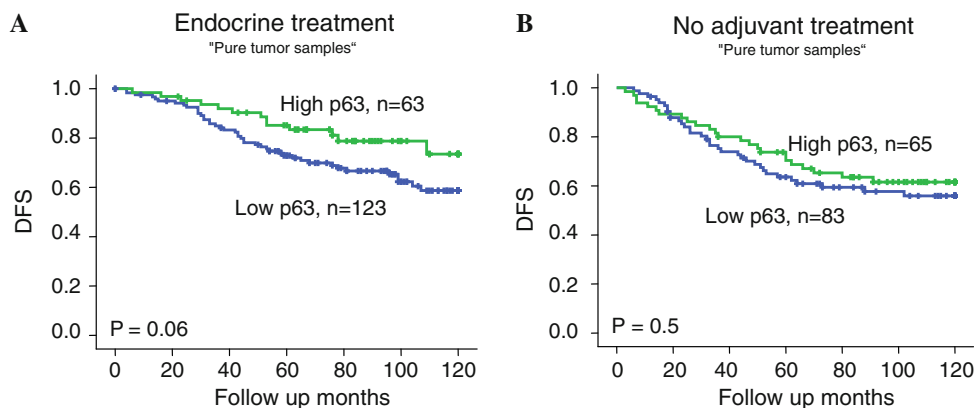 A
Endocrine treatment
"Pure tumor samples“
1.0
0.8
0.6
0.4
0.2
0.0
DFS
High p63, n=63
Low p63, n=123
P = 0.06
0 20 40 60 80 100 120
Follow up months
B
No adjuvant treatment
"Pure tumor samples“
1.0
0.8
0.6
0.4
0.2
0.0
DFS
High p63, n=65
Low p63, n=83
P = 0.5
0 20 40 60 80 100 120
Follow up months